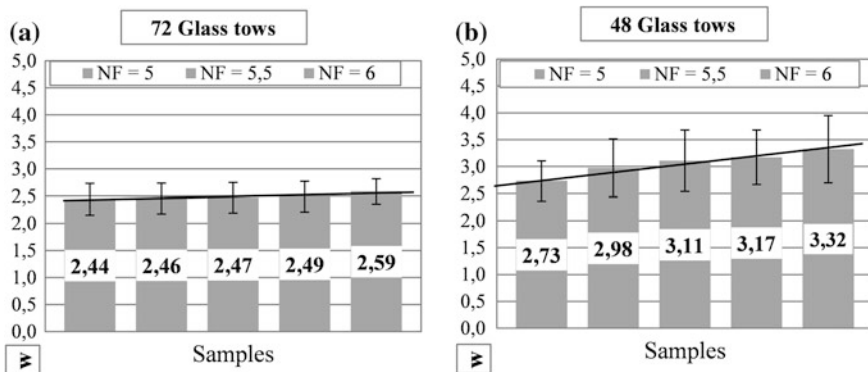 (a) 72 Glass tows
NF = 5 NF = 5,5 NF = 6
5,0
4,5
4,0
3,5
3,0
2,5
2,0
1,5
1,0
0,5
0,0
2,44 2,46 2,47 2,49 2,59
w
Samples
(b) 48 Glass tows
NF = 5 NF = 5,5 NF = 6
5,0
4,5
4,0
3,5
3,0
2,5
2,0
1,5
1,0
0,5
0,0
2,73 2,98 3,11 3,17 3,32
w
Samples